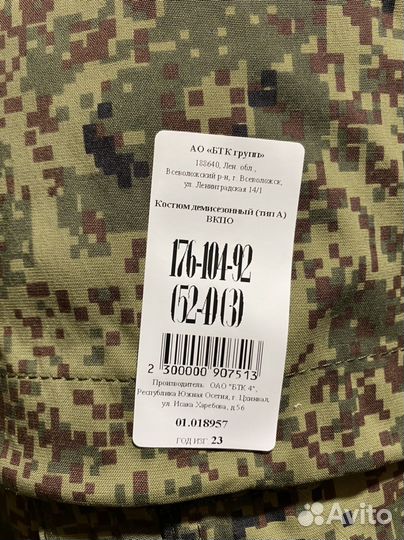 АО «БТК групп»
188640, Лен. обл.,
Всеволожский р-н, г. Всеволожск,
ул. Ленинградская 14/1
Костюм демисезонный (тип А)
ВКПО
176-104-92
(52-4) (3)
2 300000 907513
Производитель: ОАО "БТК 4",
Республика Южная Осетия, г. Цхинвал,
ул. Исака Харебова, д.56
01.018957
ГОД ИЗГ. 23
Avito